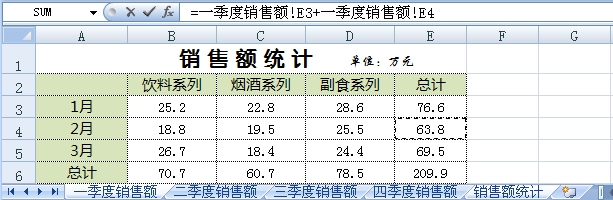 SUM =一季度销售额!E3+一季度销售额!E4
A B C D E F G
1 销售额统计 单位：万元
2 饮料系列 烟酒系列 副食系列 总计
3 1月 25.2 22.8 28.6 76.6
4 2月 18.8 19.5 25.5 63.8
5 3月 26.7 18.4 24.4 69.5
6 总计 70.7 60.7 78.5 209.9
一季度销售额 二季度销售额 三季度销售额 四季度销售额 销售额统计